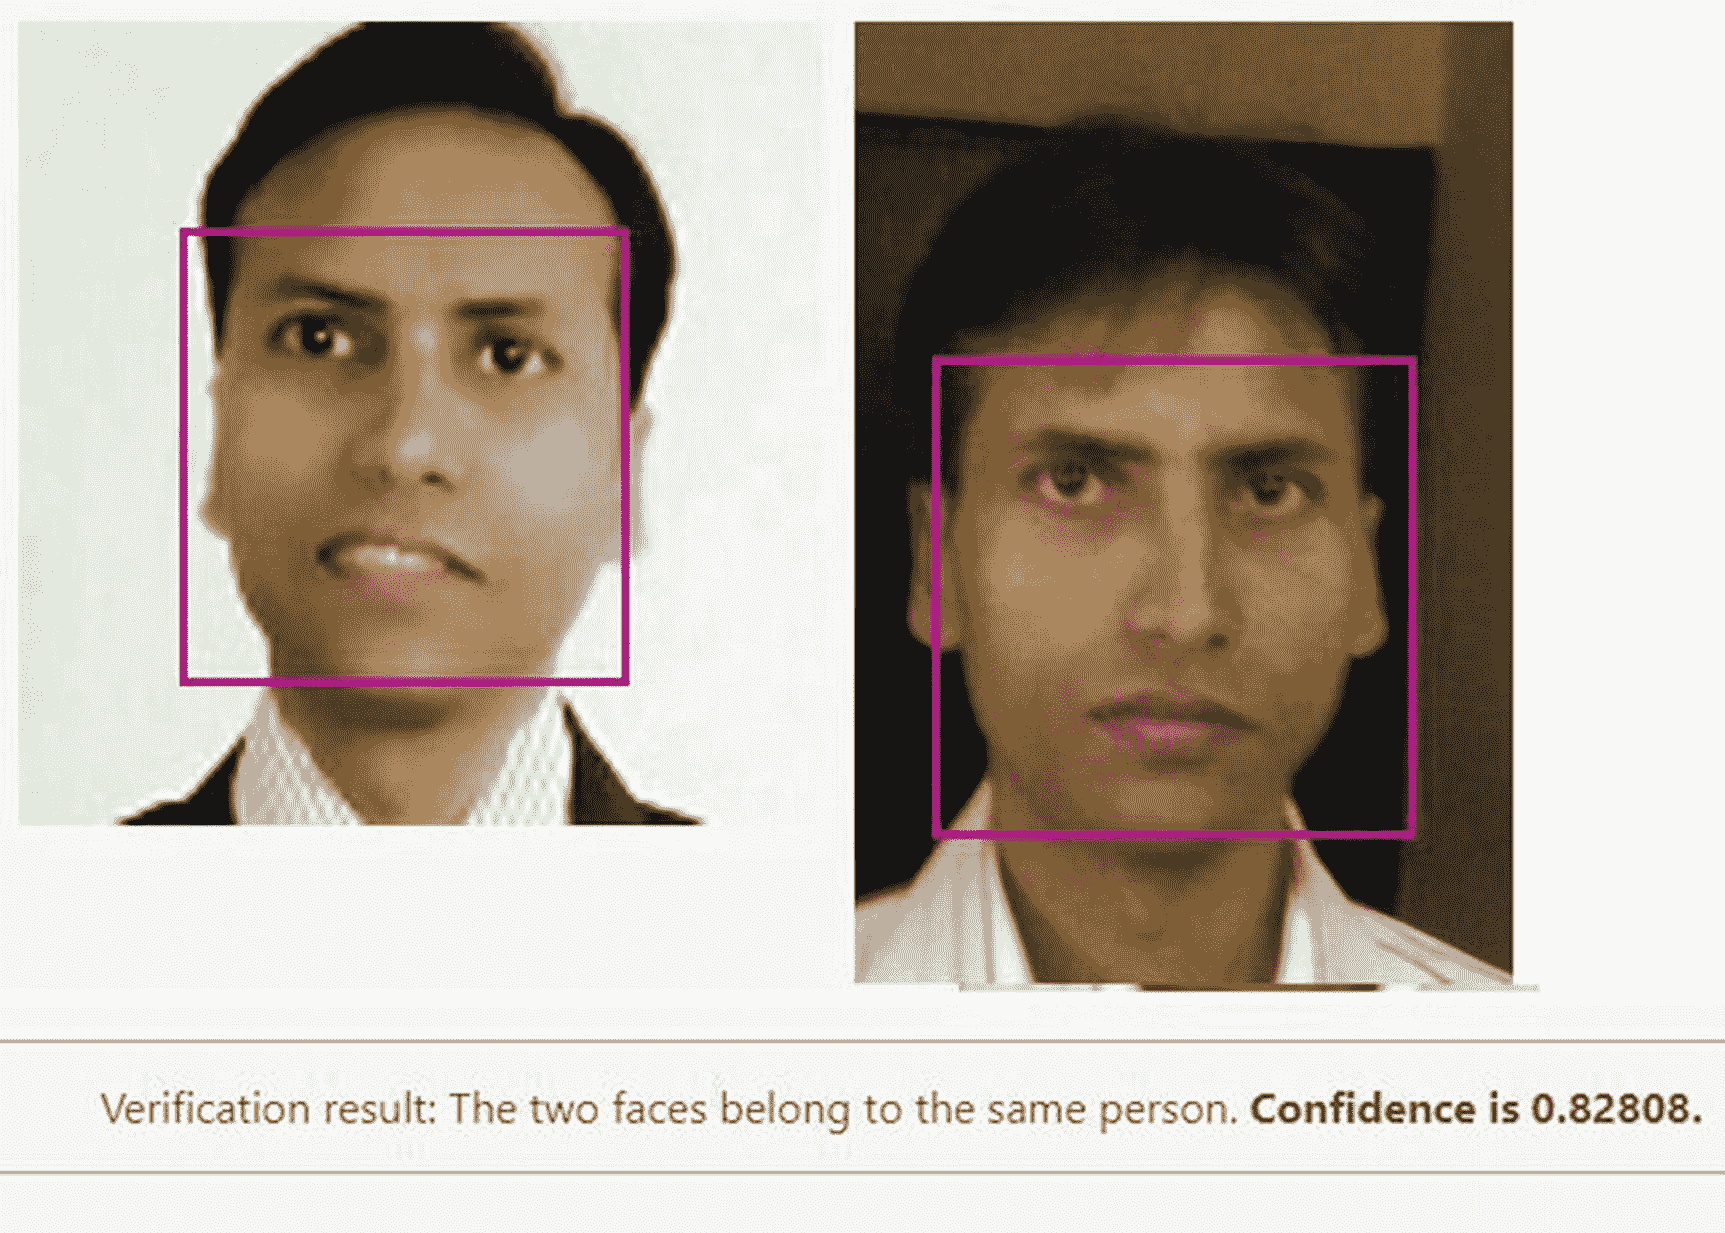 Verification result: The two faces belong to the same person. Confidence is 0.82808.